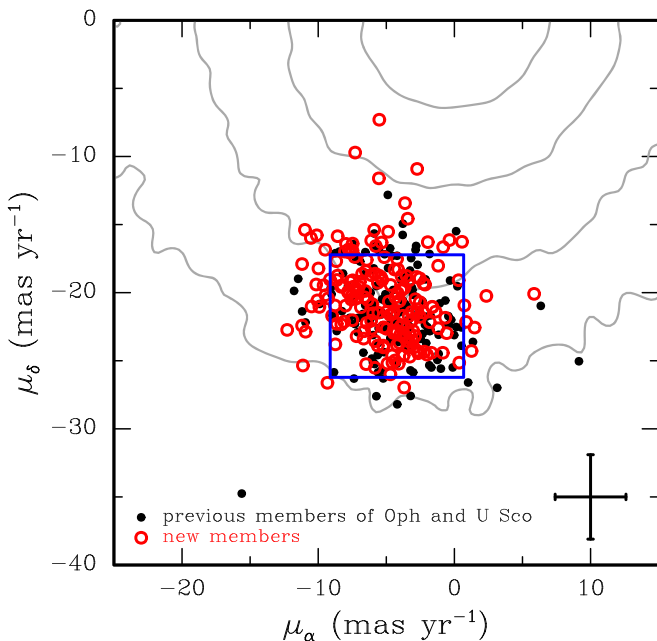 0
−10
−20
−30
−40
μδ (mas yr−1)
previous members of Oph and U Sco
new members
−20 −10 0 10
μα (mas yr−1)